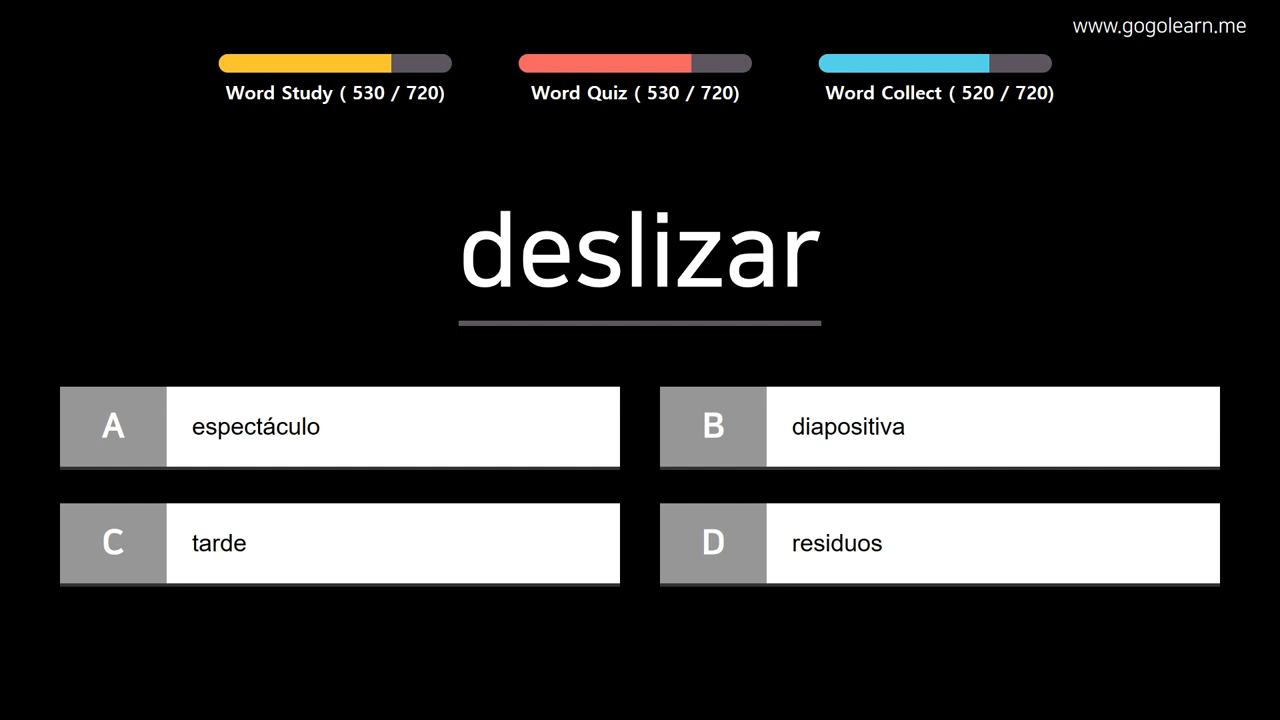 www.gogolearn.me
Word Study ( 530 / 720)
Word Quiz ( 530 / 720)
Word Collect ( 520 / 720)
deslizar
A espectáculo
B diapositiva
C tarde
D residuos